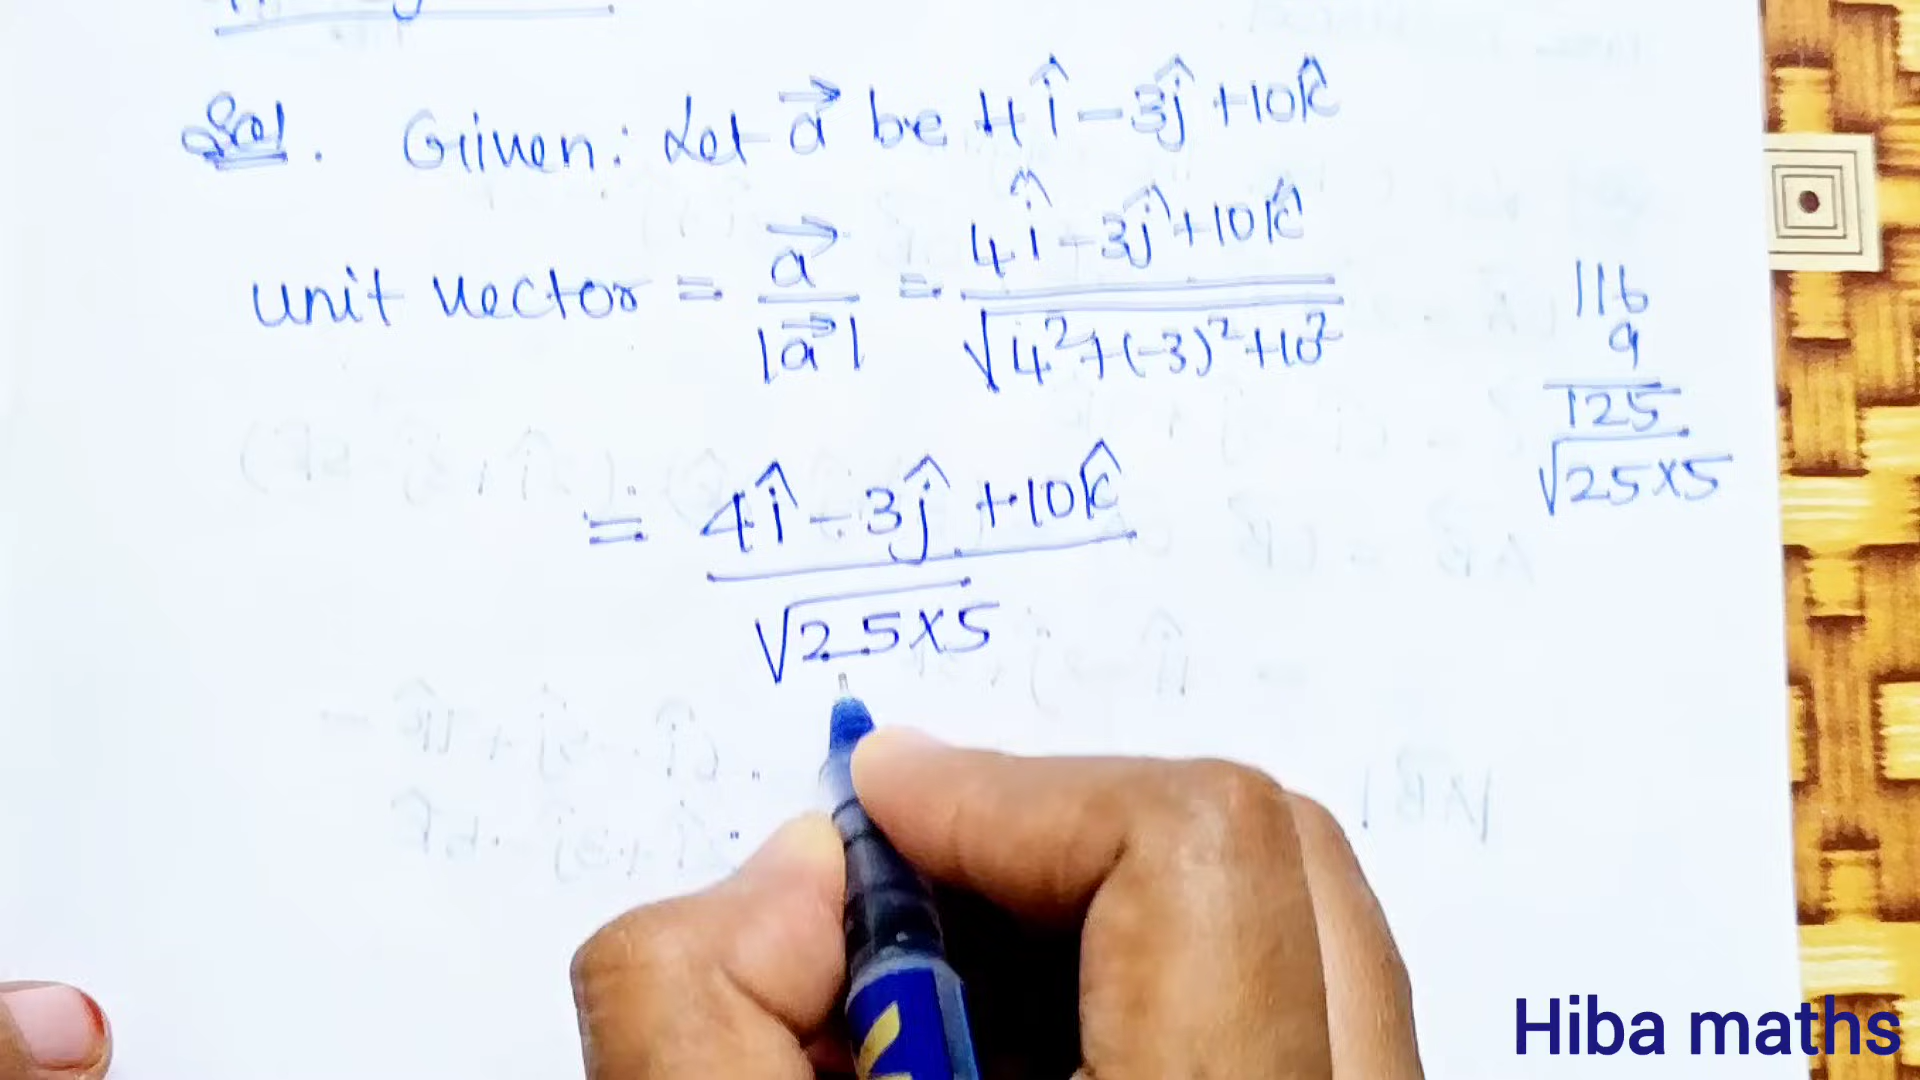 Sol. Given: Let a⃗ be 4î - 3ĵ + 10k̂
unit vector = a⃗ / |a⃗| = 4î - 3ĵ + 10k̂ / √4² + (-3)² + 10²
= 4î - 3ĵ + 10k̂ / √25×5
116
9
125
√25×5
Hiba maths